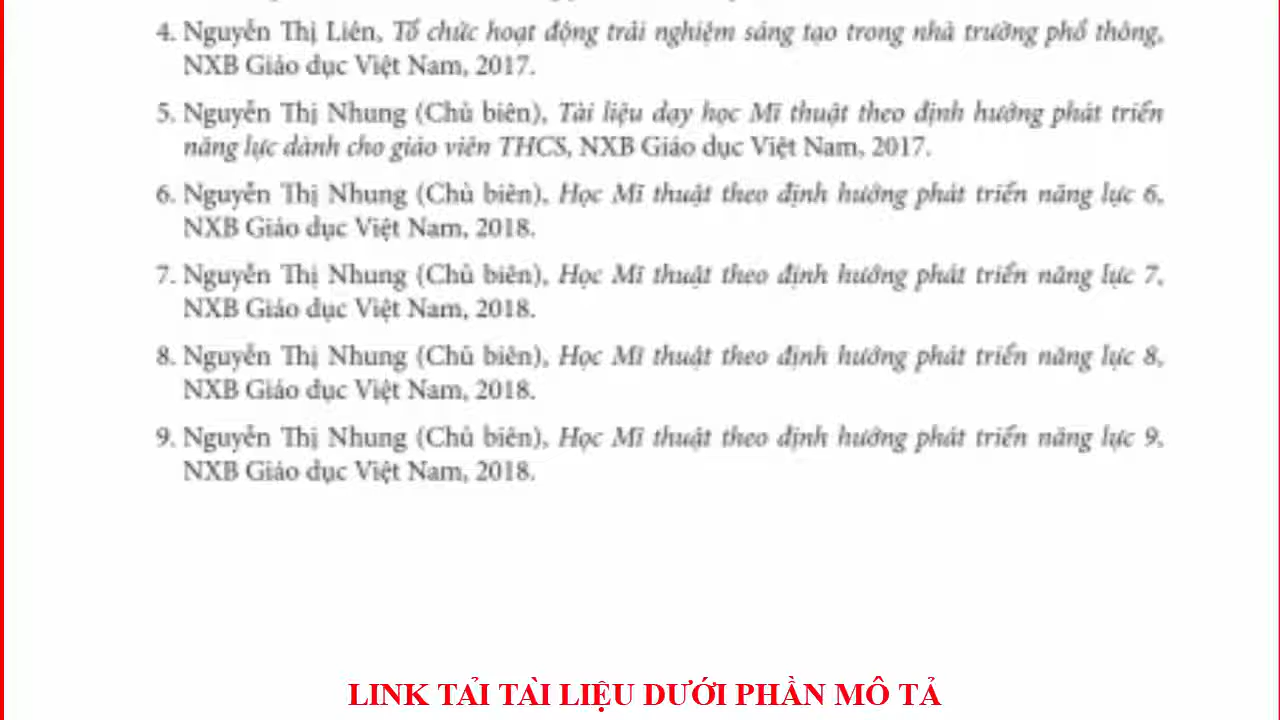 4. Nguyễn Thị Liên, Tổ chức hoạt động trải nghiệm sáng tạo trong nhà trường phổ thông,
NXB Giáo dục Việt Nam, 2017.
5. Nguyễn Thị Nhung (Chủ biên), Tài liệu dạy học Mĩ thuật theo định hướng phát triển
năng lực dành cho giáo viên THCS, NXB Giáo dục Việt Nam, 2017.
6. Nguyễn Thị Nhung (Chủ biên), Học Mĩ thuật theo định hướng phát triển năng lực 6,
NXB Giáo dục Việt Nam, 2018.
7. Nguyễn Thị Nhung (Chủ biên), Học Mĩ thuật theo định hướng phát triển năng lực 7,
NXB Giáo dục Việt Nam, 2018.
8. Nguyễn Thị Nhung (Chủ biên), Học Mĩ thuật theo định hướng phát triển năng lực 8,
NXB Giáo dục Việt Nam, 2018.
9. Nguyễn Thị Nhung (Chủ biên), Học Mĩ thuật theo định hướng phát triển năng lực 9,
NXB Giáo dục Việt Nam, 2018.
LINK TẢI TÀI LIỆU DƯỚI PHẦN MÔ TẢ